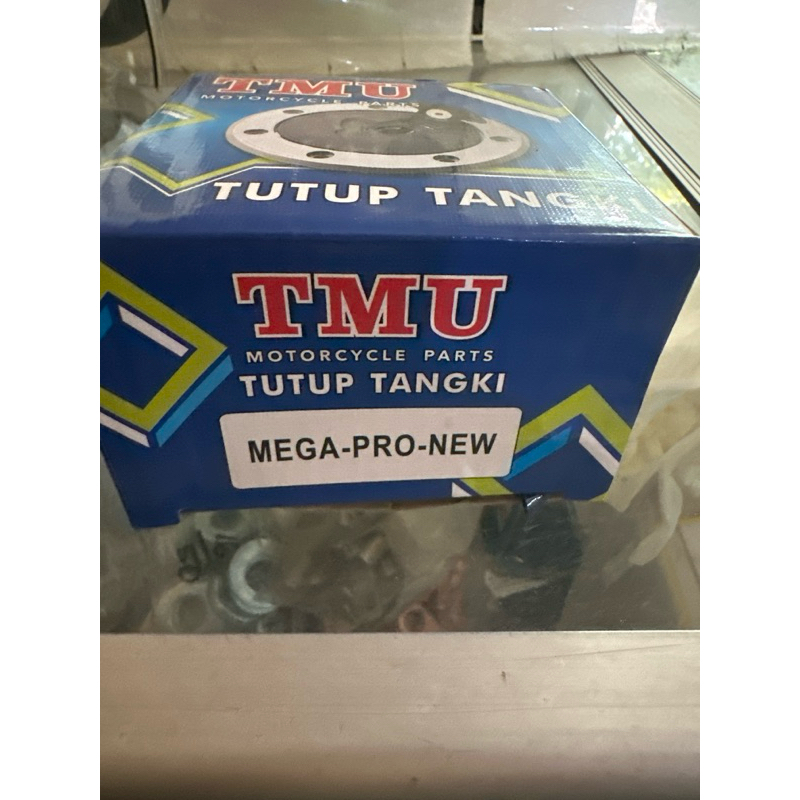 TMU
MOTORCYCLE PARTS
TUTUP TANGKI
TMU
MOTORCYCLE PARTS
TUTUP TANGKI
MEGA-PRO-NEW